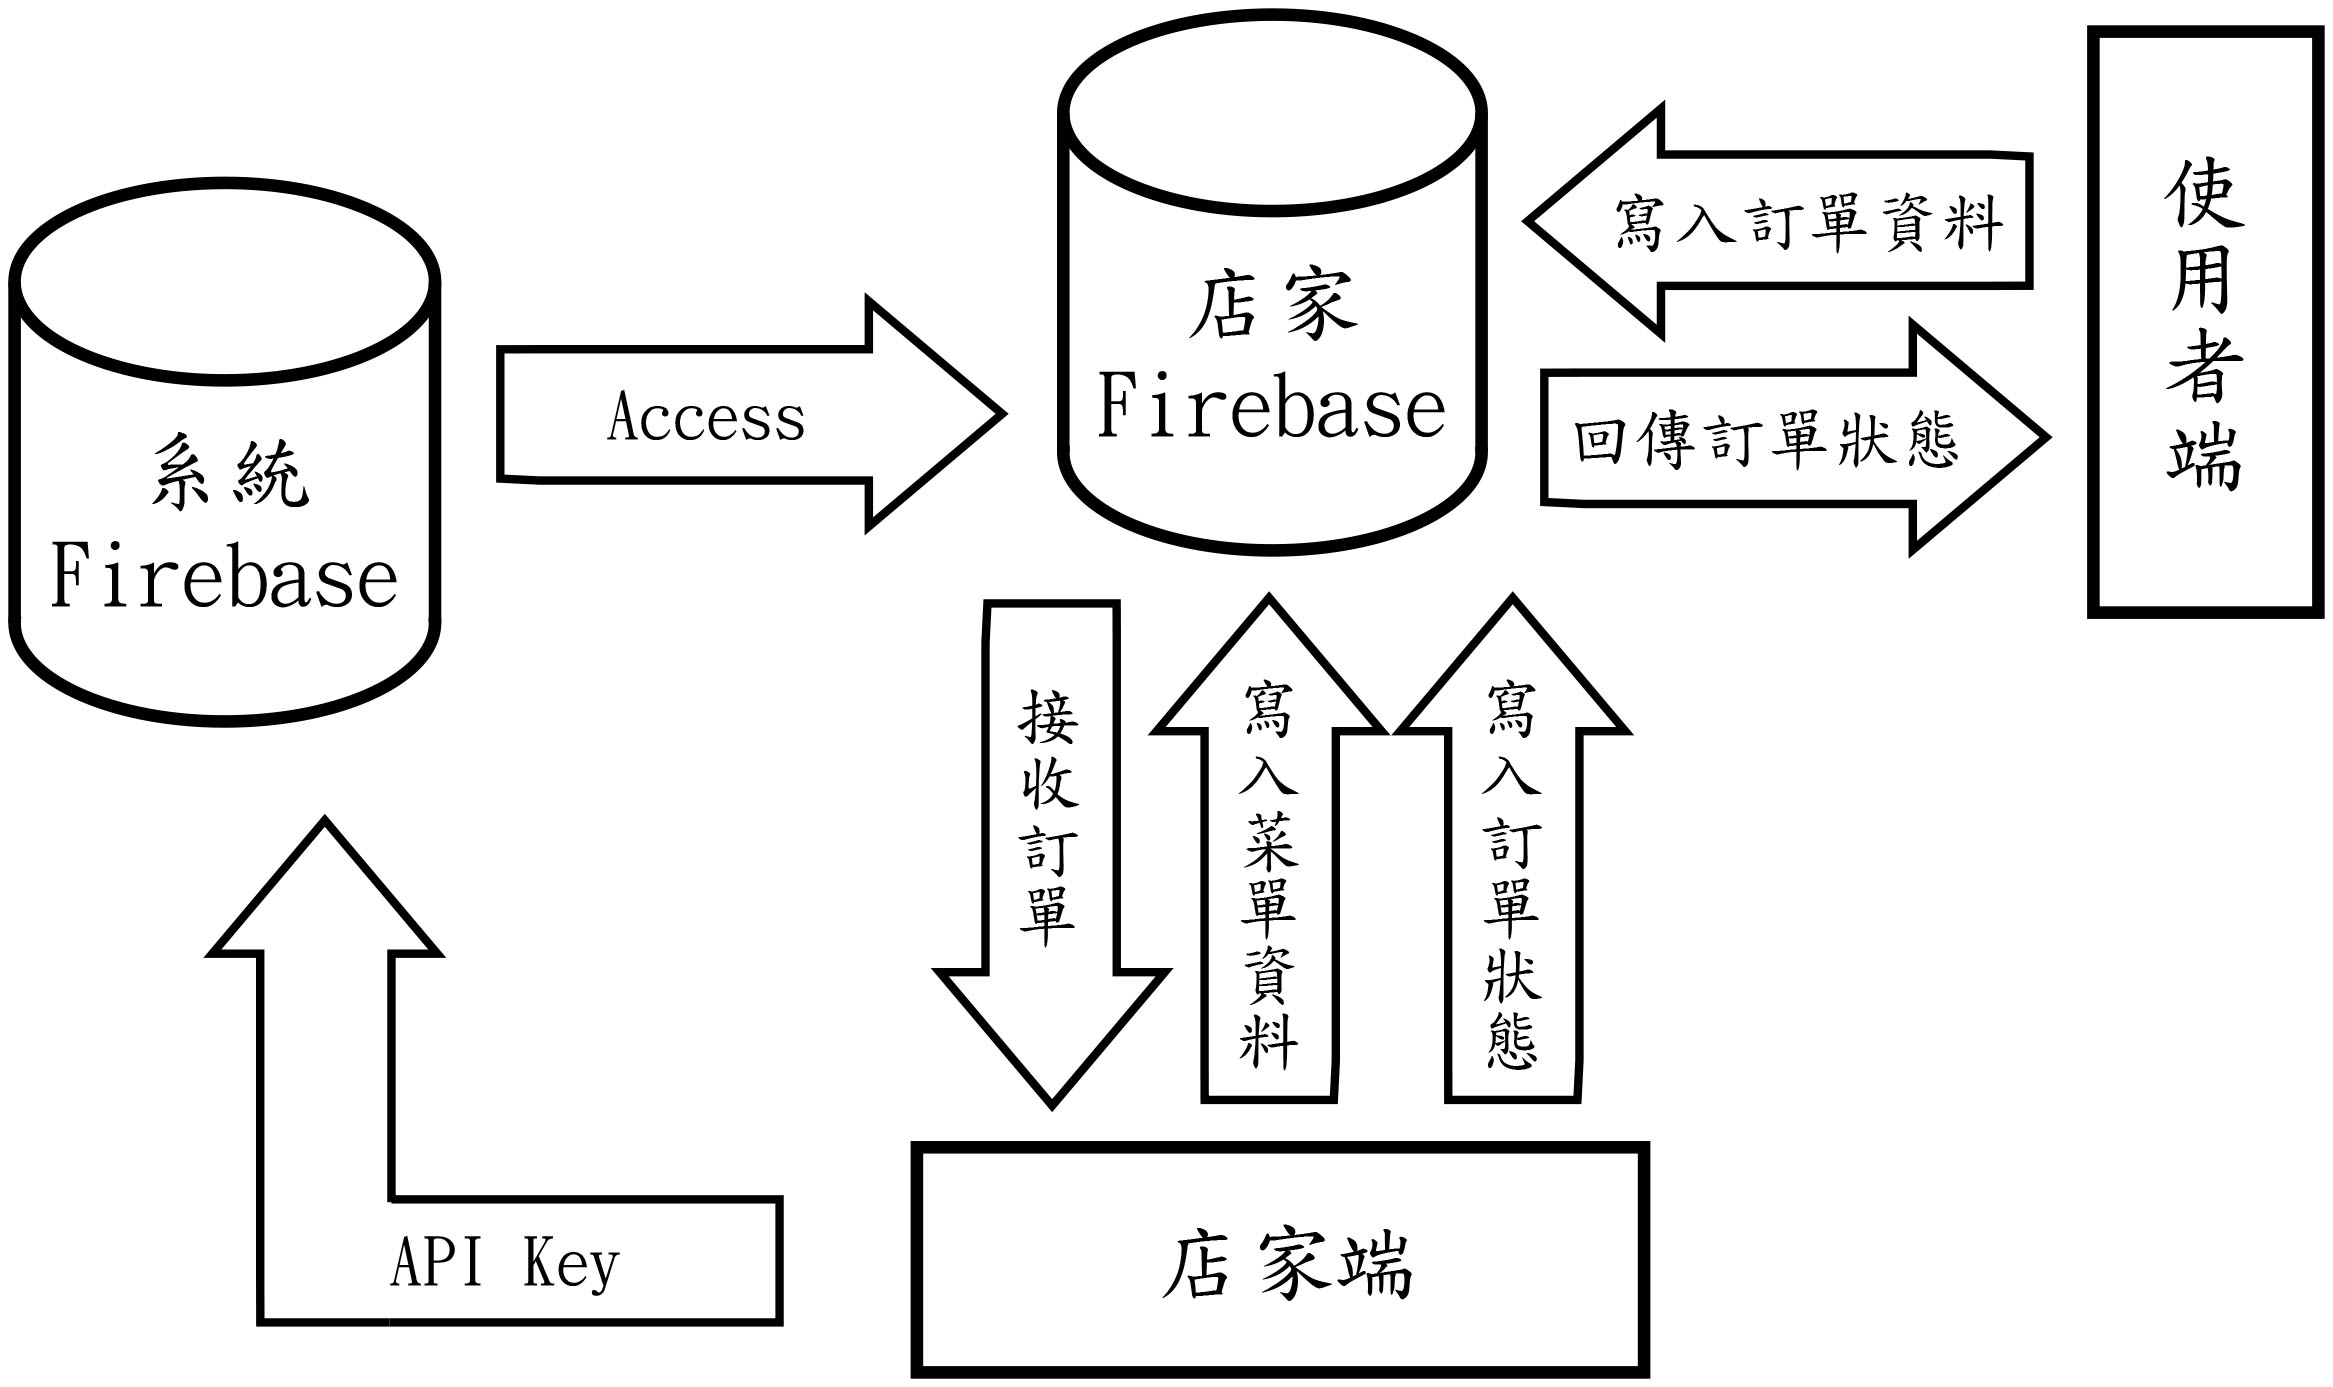 系統
Firebase
Access
店家
Firebase
寫入訂單資料
回傳訂單狀態
使用者端
接收訂單
寫入菜單資料
寫入訂單狀態
API Key
店家端